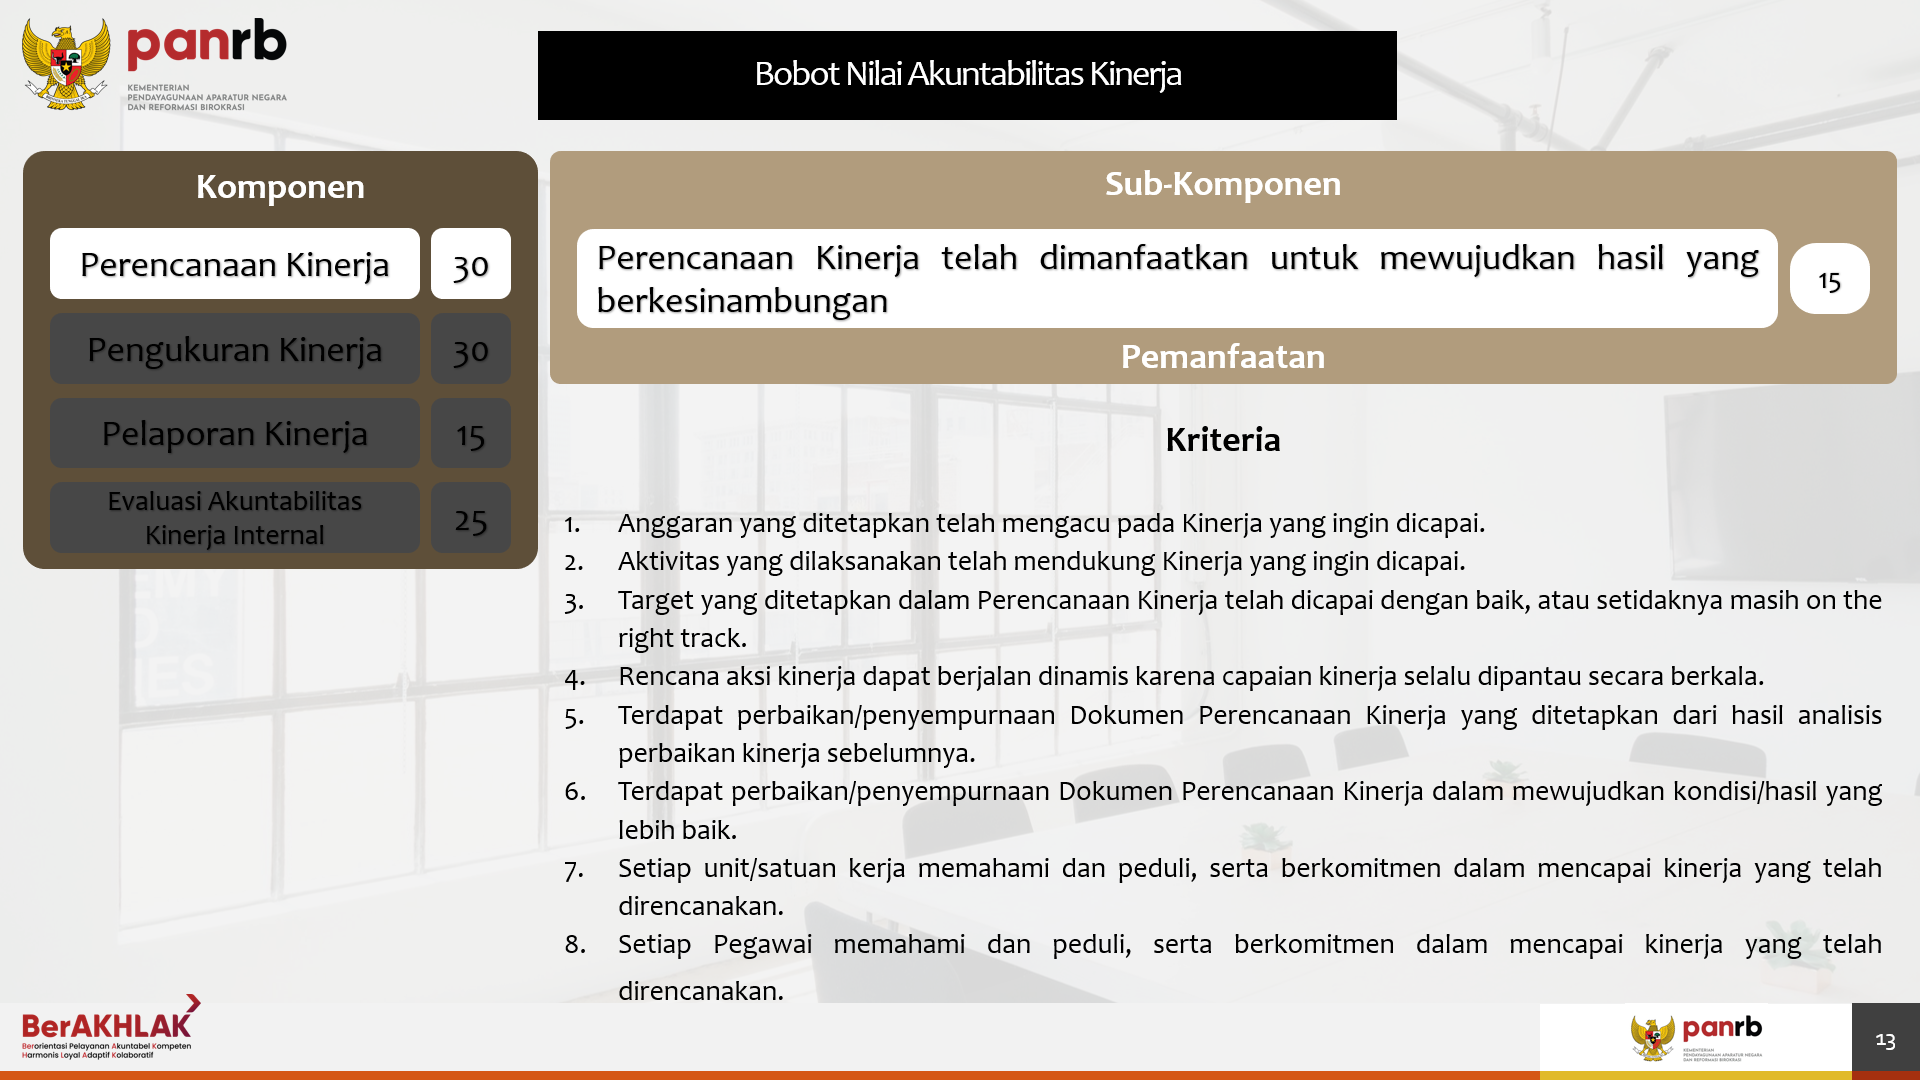 panrb
KEMENTERIAN
PENDAYAGUNAAN APARATUR NEGARA
DAN REFORMASI BIROKRASI
Bobot Nilai Akuntabilitas Kinerja
Komponen
Perencanaan Kinerja 30
Pengukuran Kinerja 30
Pelaporan Kinerja 15
Evaluasi Akuntabilitas
Kinerja Internal 25
Sub-Komponen
Perencanaan Kinerja telah dimanfaatkan untuk mewujudkan hasil yang
berkesinambungan
15
Pemanfaatan
Kriteria
1. Anggaran yang ditetapkan telah mengacu pada Kinerja yang ingin dicapai.
2. Aktivitas yang dilaksanakan telah mendukung Kinerja yang ingin dicapai.
3. Target yang ditetapkan dalam Perencanaan Kinerja telah dicapai dengan baik, atau setidaknya masih on the
right track.
4. Rencana aksi kinerja dapat berjalan dinamis karena capaian kinerja selalu dipantau secara berkala.
5. Terdapat perbaikan/penyempurnaan Dokumen Perencanaan Kinerja yang ditetapkan dari hasil analisis
perbaikan kinerja sebelumnya.
6. Terdapat perbaikan/penyempurnaan Dokumen Perencanaan Kinerja dalam mewujudkan kondisi/hasil yang
lebih baik.
7. Setiap unit/satuan kerja memahami dan peduli, serta berkomitmen dalam mencapai kinerja yang telah
direncanakan.
8. Setiap Pegawai memahami dan peduli, serta berkomitmen dalam mencapai kinerja yang telah
direncanakan.
BerAKHLAK
Berorientasi Pelayanan Akuntabel Kompeten
Harmonis Loyal Adaptif Kolaboratif
panrb
KEMENTERIAN
PENDAYAGUNAAN APARATUR NEGARA
DAN REFORMASI BIROKRASI
13